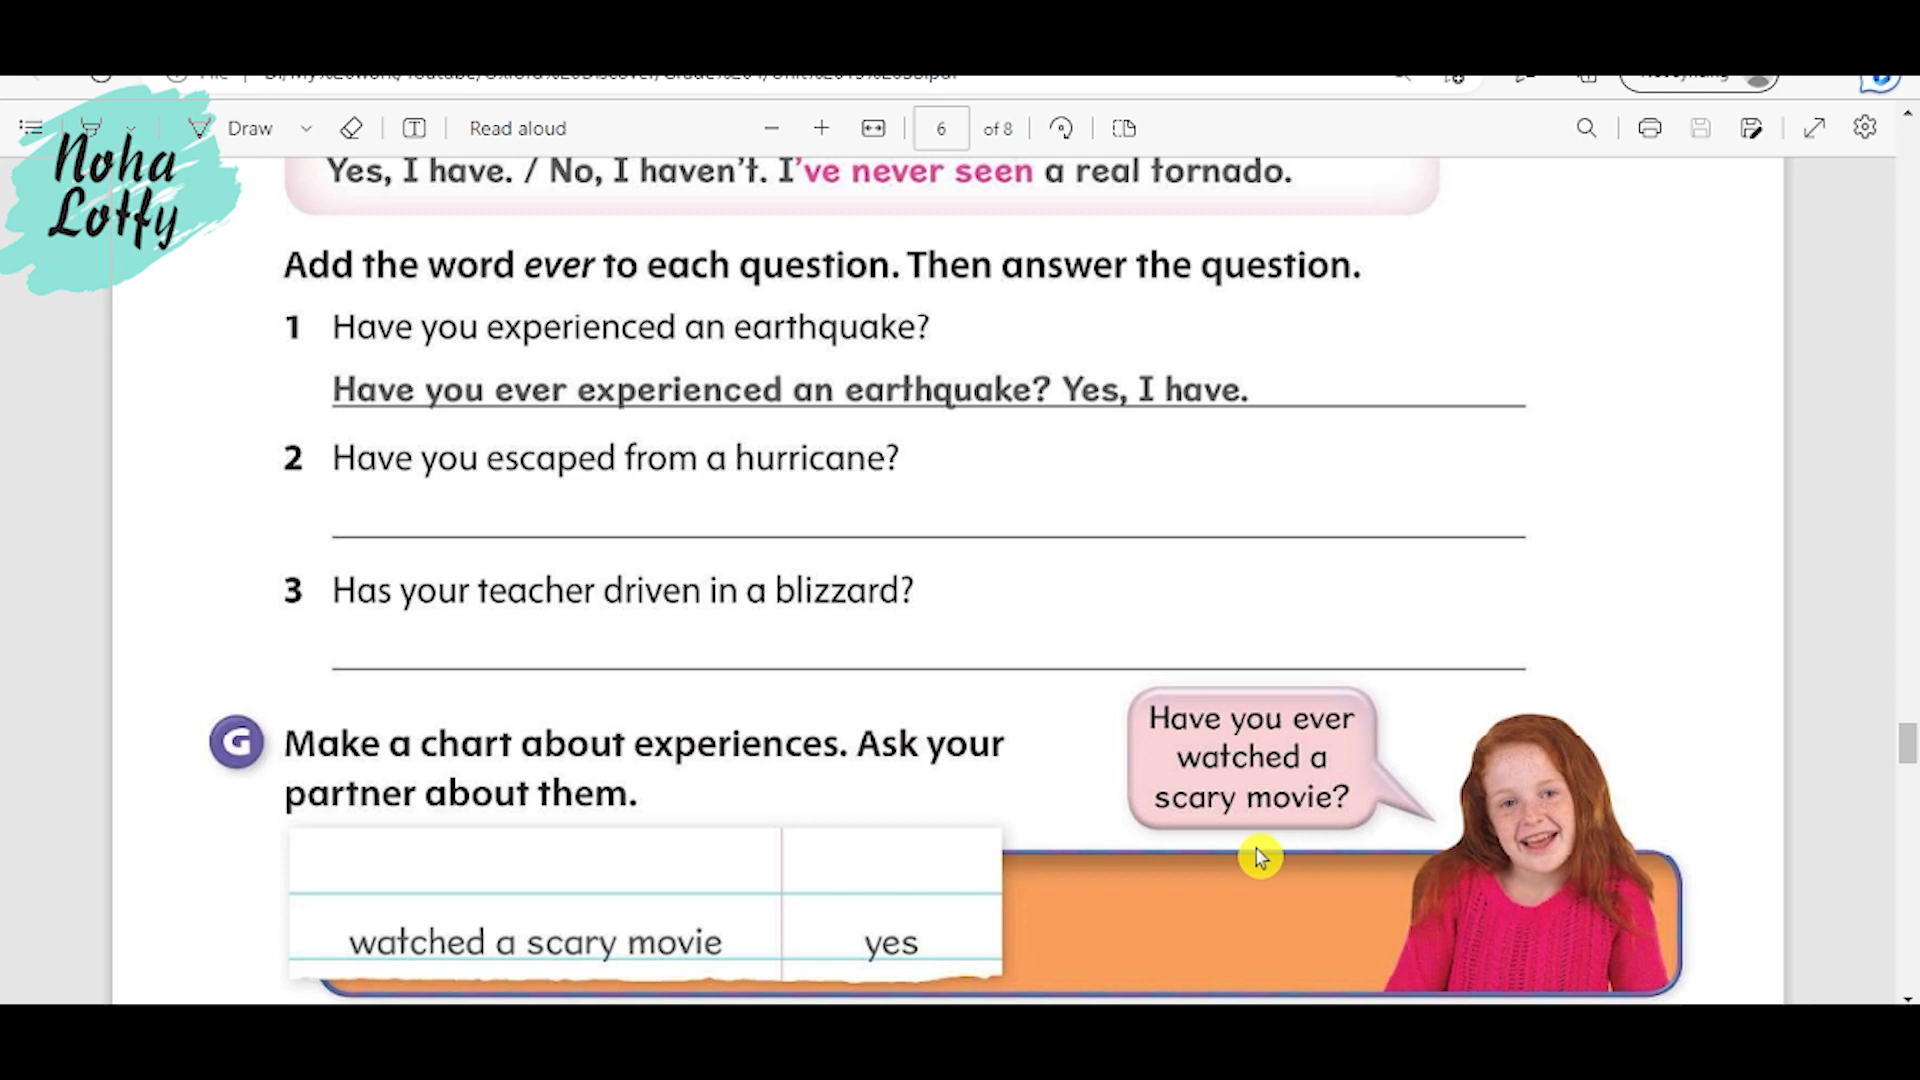 Noha
Lotfy
Draw
Read aloud
6 of 8
Yes, I have. / No, I haven't. I've never seen a real tornado.
Add the word ever to each question. Then answer the question.
1 Have you experienced an earthquake?
Have you ever experienced an earthquake? Yes, I have.
2 Have you escaped from a hurricane?
3 Has your teacher driven in a blizzard?
G Make a chart about experiences. Ask your
partner about them.
Have you ever
watched a
scary movie?
watched a scary movie yes